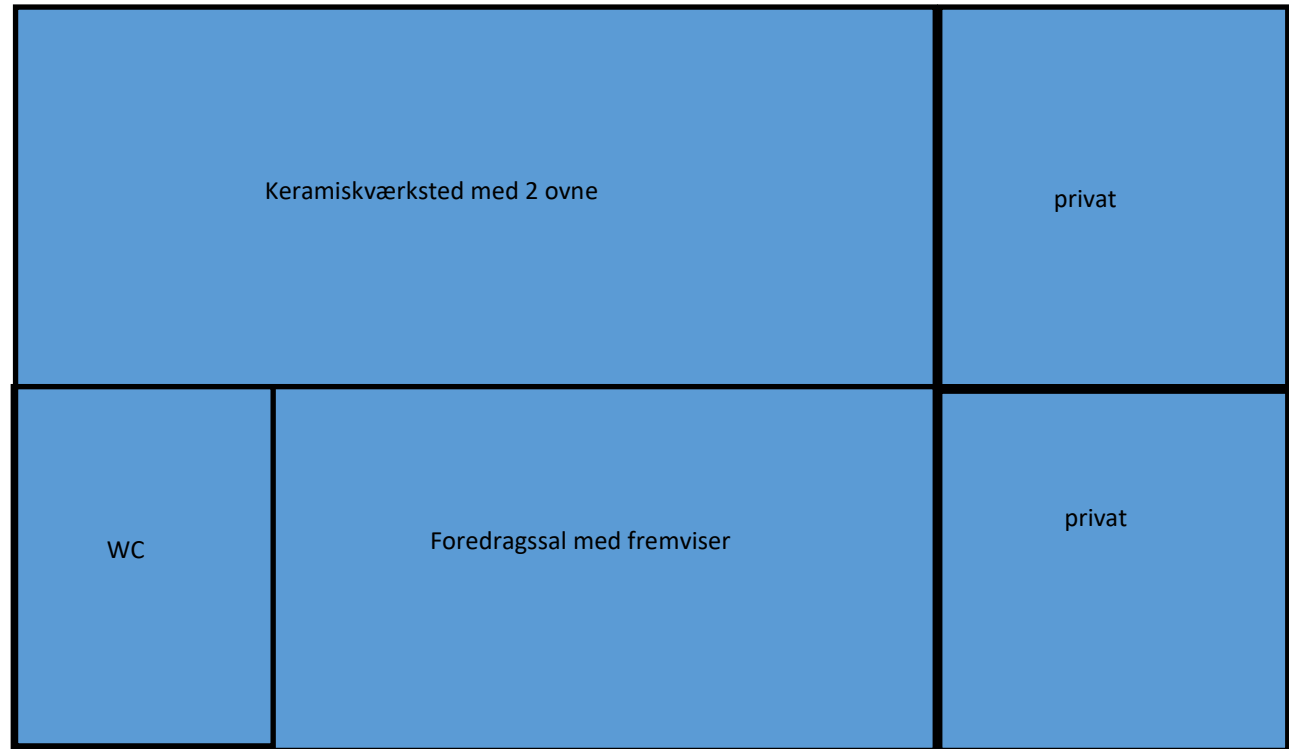 Keramiskværksted med 2 ovne
privat
WC
Foredragssal med fremviser
privat